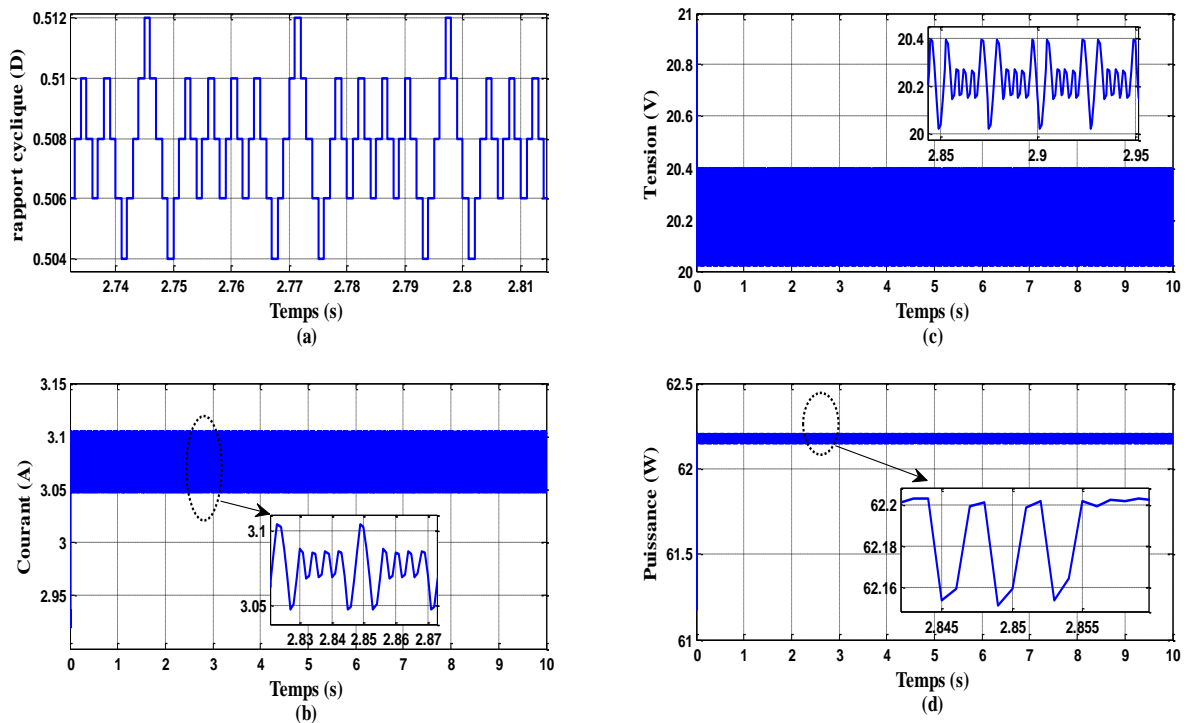 rapport cyclique (D)
0.512
0.51
0.508
0.506
0.504
2.74 2.75 2.76 2.77 2.78 2.79 2.8 2.81
Temps (s)
(a)
Tension (V)
21
20.8
20.6
20.4
20.2
20
0 1 2 3 4 5 6 7 8 9 10
20.4
20.2
20
2.85 2.9 2.95
Temps (s)
(c)
Courant (A)
3.15
3.1
3.05
3
2.95
0 1 2 3 4 5 6 7 8 9 10
3.1
3.05
2.83 2.84 2.85 2.86 2.87
Temps (s)
(b)
Puissance (W)
62.5
62
61.5
61
0 1 2 3 4 5 6 7 8 9 10
62.2
62.18
62.16
2.845 2.85 2.855
Temps (s)
(d)